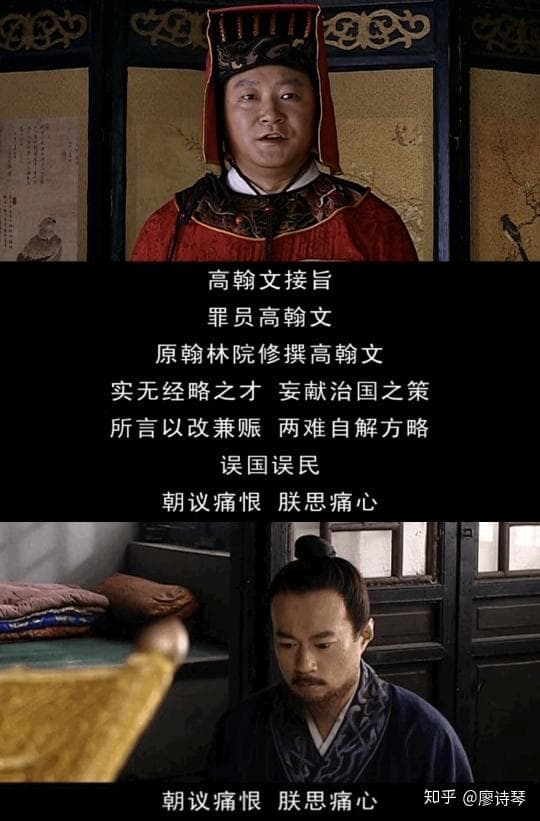 高翰文接旨
罪员高翰文
原翰林院修撰高翰文
实无经略之才 妄献治国之策
所言以改兼赈 两难自解方略
误国误民
朝议痛恨 朕思痛心
朝议痛恨 朕思痛心
知乎 @廖诗琴